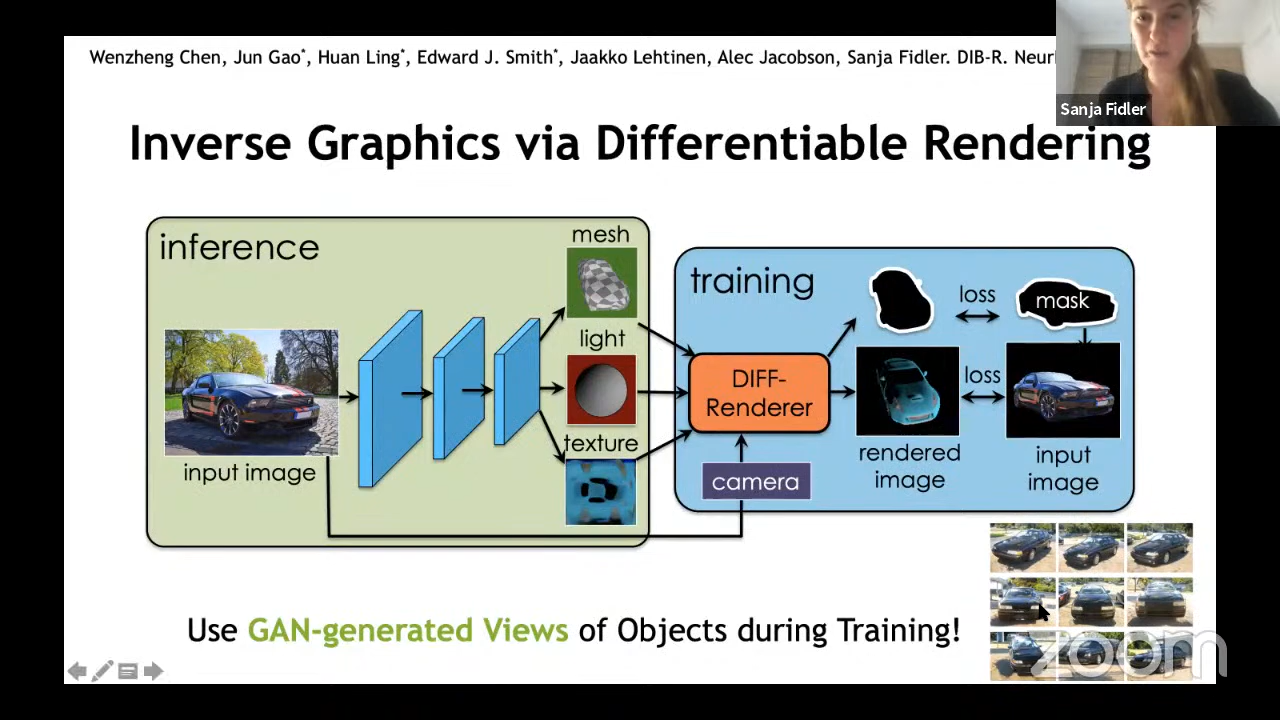 Wenzheng Chen, Jun Gao*, Huan Ling*, Edward J. Smith*, Jaakko Lehtinen, Alec Jacobson, Sanja Fidler. DIB-R.
Sanja Fidler
Inverse Graphics via Differentiable Rendering
inference
mesh
light
texture
input image
training
DIFF-
Renderer
camera
loss
mask
loss
rendered
image
input
image
Use GAN-generated Views of Objects during Training!
zoom